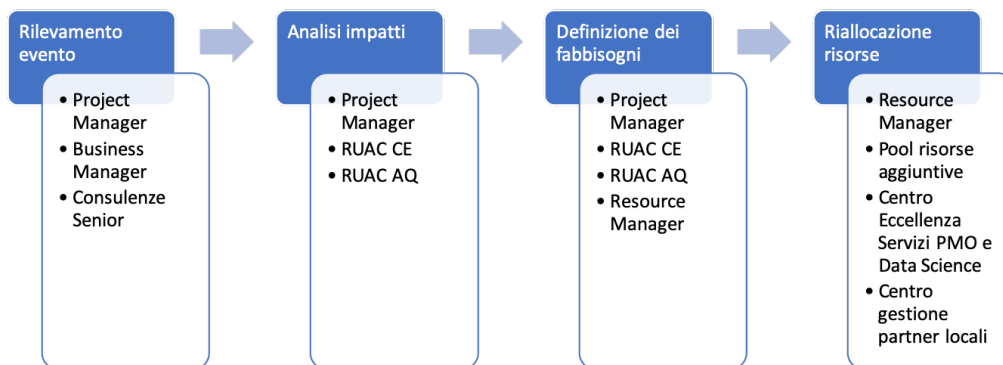 Rilevamento
evento
• Project
Manager
• Business
Manager
• Consulenze
Senior
Analisi impatti
• Project
Manager
• RUAC CE
• RUAC AQ
Definizione dei
fabbisogni
• Project
Manager
• RUAC CE
• RUAC AQ
• Resource
Manager
Riallocazione
risorse
• Resource
Manager
• Pool risorse
aggiuntive
• Centro
Eccellenza
Servizi PMO e
Data Science
• Centro
gestione
partner locali